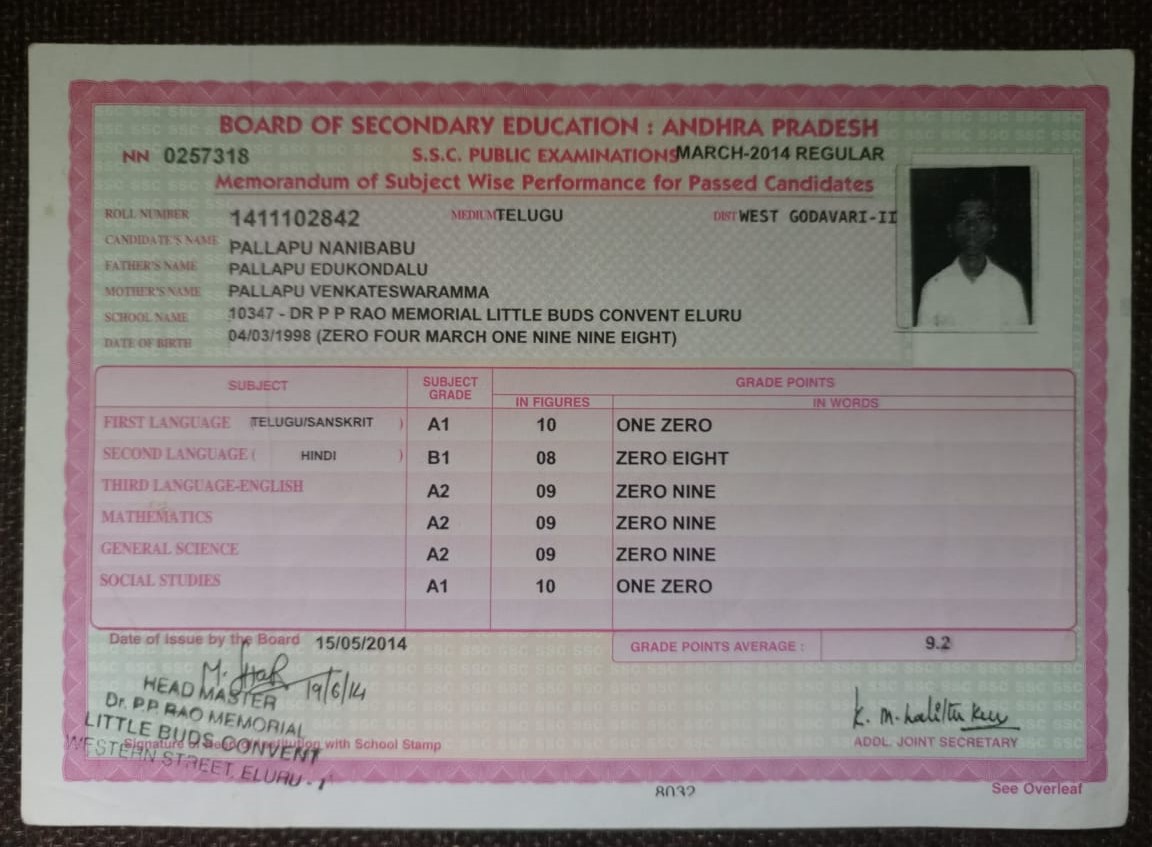 BOARD OF SECONDARY EDUCATION : ANDHRA PRADESH
NN 0257318 S.S.C. PUBLIC EXAMINATIONS MARCH-2014 REGULAR
Memorandum of Subject Wise Performance for Passed Candidates
ROLL NUMBER 1411102842 MEDIUM TELUGU DIST WEST GODAVARI-II
CANDIDATE'S NAME PALLAPU NANIBABU
FATHER'S NAME PALLAPU EDUKONDALU
MOTHER'S NAME PALLAPU VENKATESWARAMMA
SCHOOL NAME 10347 - DR P P RAO MEMORIAL LITTLE BUDS CONVENT ELURU
DATE OF BIRTH 04/03/1998 (ZERO FOUR MARCH ONE NINE NINE EIGHT)
SUBJECT SUBJECT GRADE GRADE POINTS
IN FIGURES IN WORDS
FIRST LANGUAGE TELUGU/SANSKRIT ) A1 10 ONE ZERO
SECOND LANGUAGE ( HINDI ) B1 08 ZERO EIGHT
THIRD LANGUAGE-ENGLISH A2 09 ZERO NINE
MATHEMATICS A2 09 ZERO NINE
GENERAL SCIENCE A2 09 ZERO NINE
SOCIAL STUDIES A1 10 ONE ZERO
Date of Issue by the Board 15/05/2014 GRADE POINTS AVERAGE : 9.2
19/6/14
HEAD MASTER
Dr. PP RAO MEMORIAL
LITTLE BUDS CONVENT
WESTERN STREET, ELURU - 1
Signature of Head of Institution with School Stamp
ADDL. JOINT SECRETARY
8032
See Overleaf